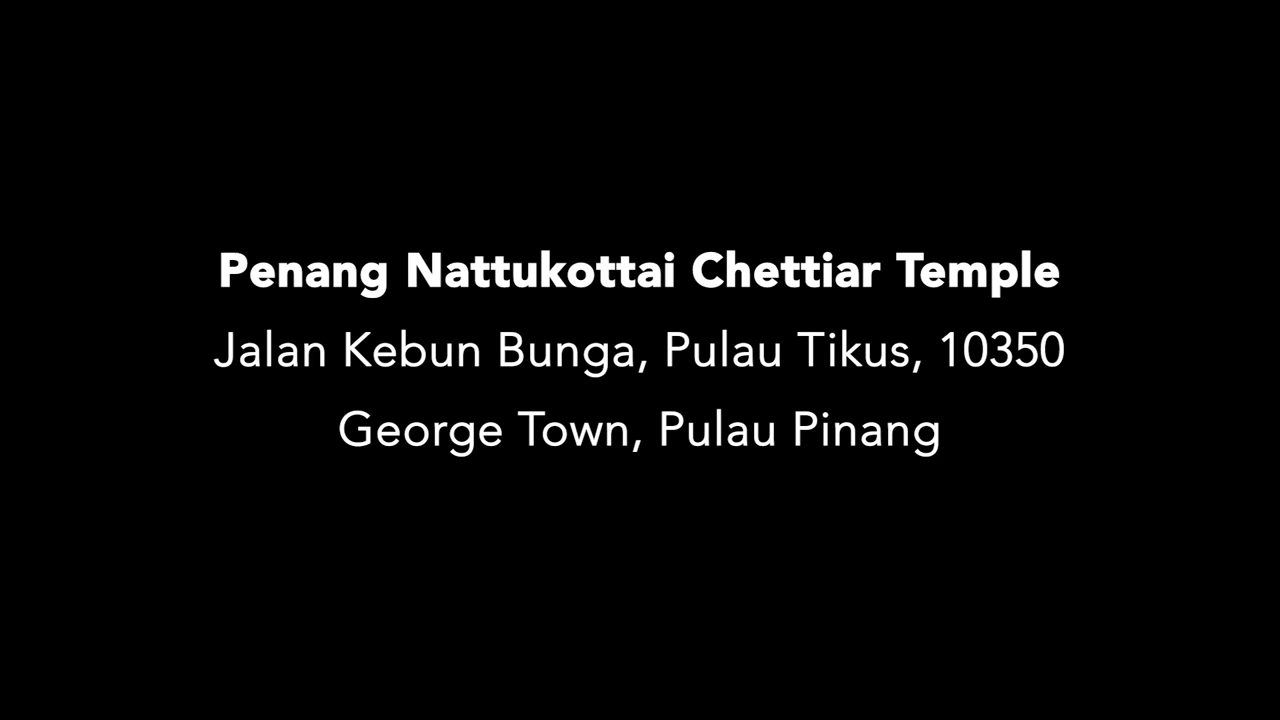 Penang Nattukottai Chettiar Temple
Jalan Kebun Bunga, Pulau Tikus, 10350
George Town, Pulau Pinang